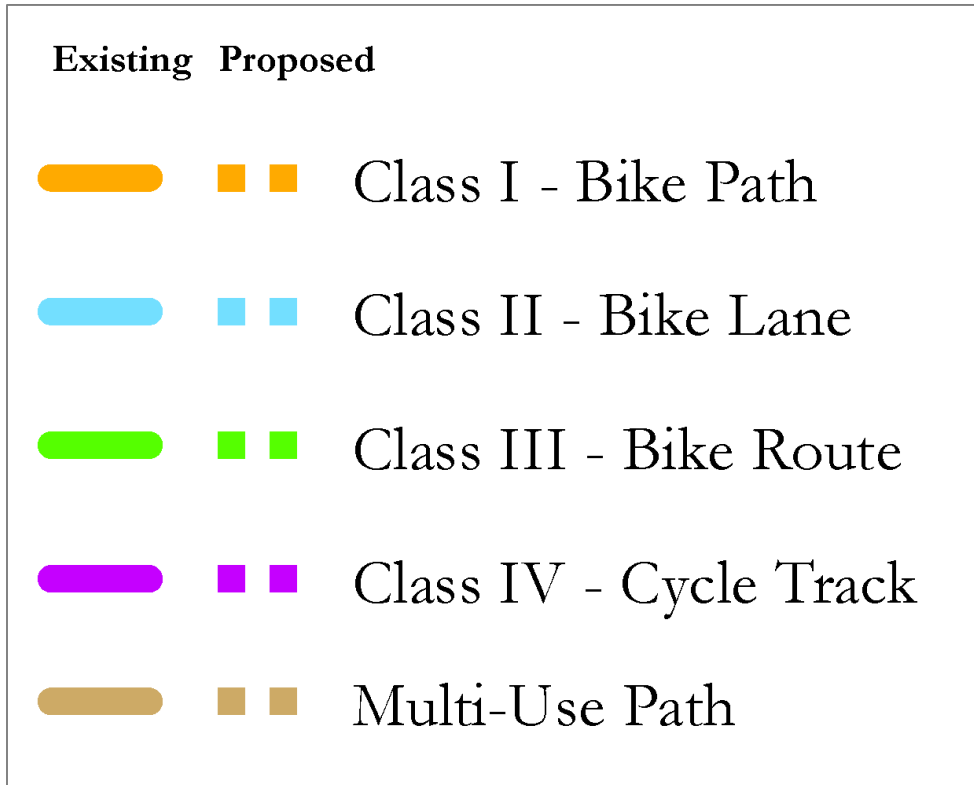 Existing Proposed
Class I - Bike Path
Class II - Bike Lane
Class III - Bike Route
Class IV - Cycle Track
Multi-Use Path